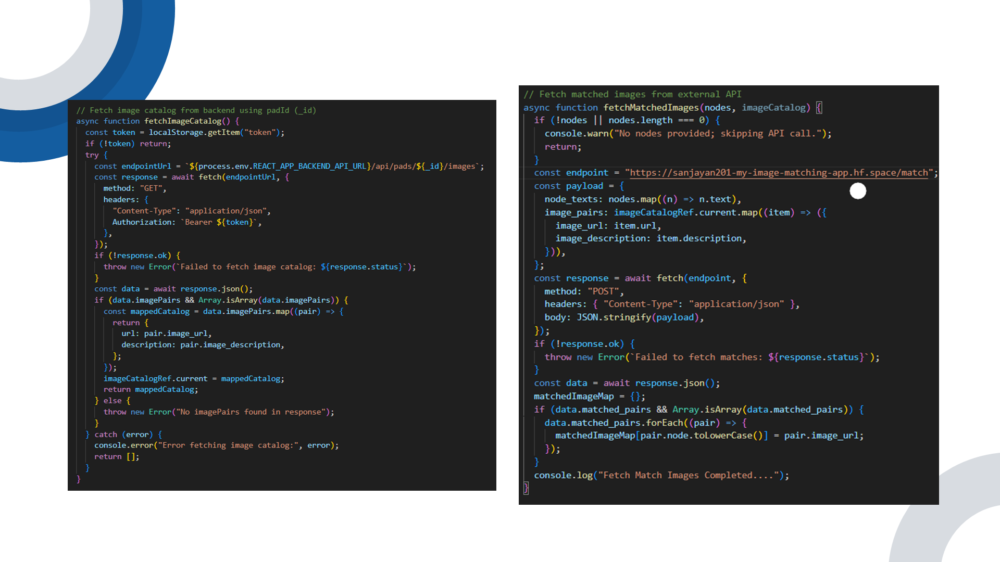 // Fetch image catalog from backend using padId (_id)
async function fetchImageCatalog() {
const token = localStorage.getItem("token");
if (!token) return;
try {
const endpointUrl = `${process.env.REACT_APP_BACKEND_API_URL}/api/pads/${_id}/images`;
const response = await fetch(endpointUrl, {
method: "GET",
headers: {
"Content-Type": "application/json",
Authorization: `Bearer ${token}`,
},
});
if (!response.ok) {
throw new Error(`Failed to fetch image catalog: ${response.status}`);
}
const data = await response.json();
if (data.imagePairs && Array.isArray(data.imagePairs)) {
const mappedCatalog = data.imagePairs.map((pair) => {
return {
url: pair.image_url,
description: pair.image_description,
};
});
imageCatalogRef.current = mappedCatalog;
return mappedCatalog;
} else {
throw new Error("No imagePairs found in response");
}
} catch (error) {
console.error("Error fetching image catalog:", error);
return [];
}
}
// Fetch matched images from external API
async function fetchMatchedImages(nodes, imageCatalog) {
if (!nodes || nodes.length === 0) {
console.warn("No nodes provided; skipping API call.");
return;
}
const endpoint = "https://sanjayan201-my-image-matching-app.hf.space/match";
const payload = {
node_texts: nodes.map((n) => n.text),
image_pairs: imageCatalogRef.current.map((item) => ({
image_url: item.url,
image_description: item.description,
})),
};
const response = await fetch(endpoint, {
method: "POST",
headers: { "Content-Type": "application/json" },
body: JSON.stringify(payload),
});
if (!response.ok) {
throw new Error(`Failed to fetch matches: ${response.status}`);
}
const data = await response.json();
matchedImageMap = {};
if (data.matched_pairs && Array.isArray(data.matched_pairs)) {
data.matched_pairs.forEach((pair) => {
matchedImageMap[pair.node.toLowerCase()] = pair.image_url;
});
}
console.log("Fetch Match Images Completed....");
}